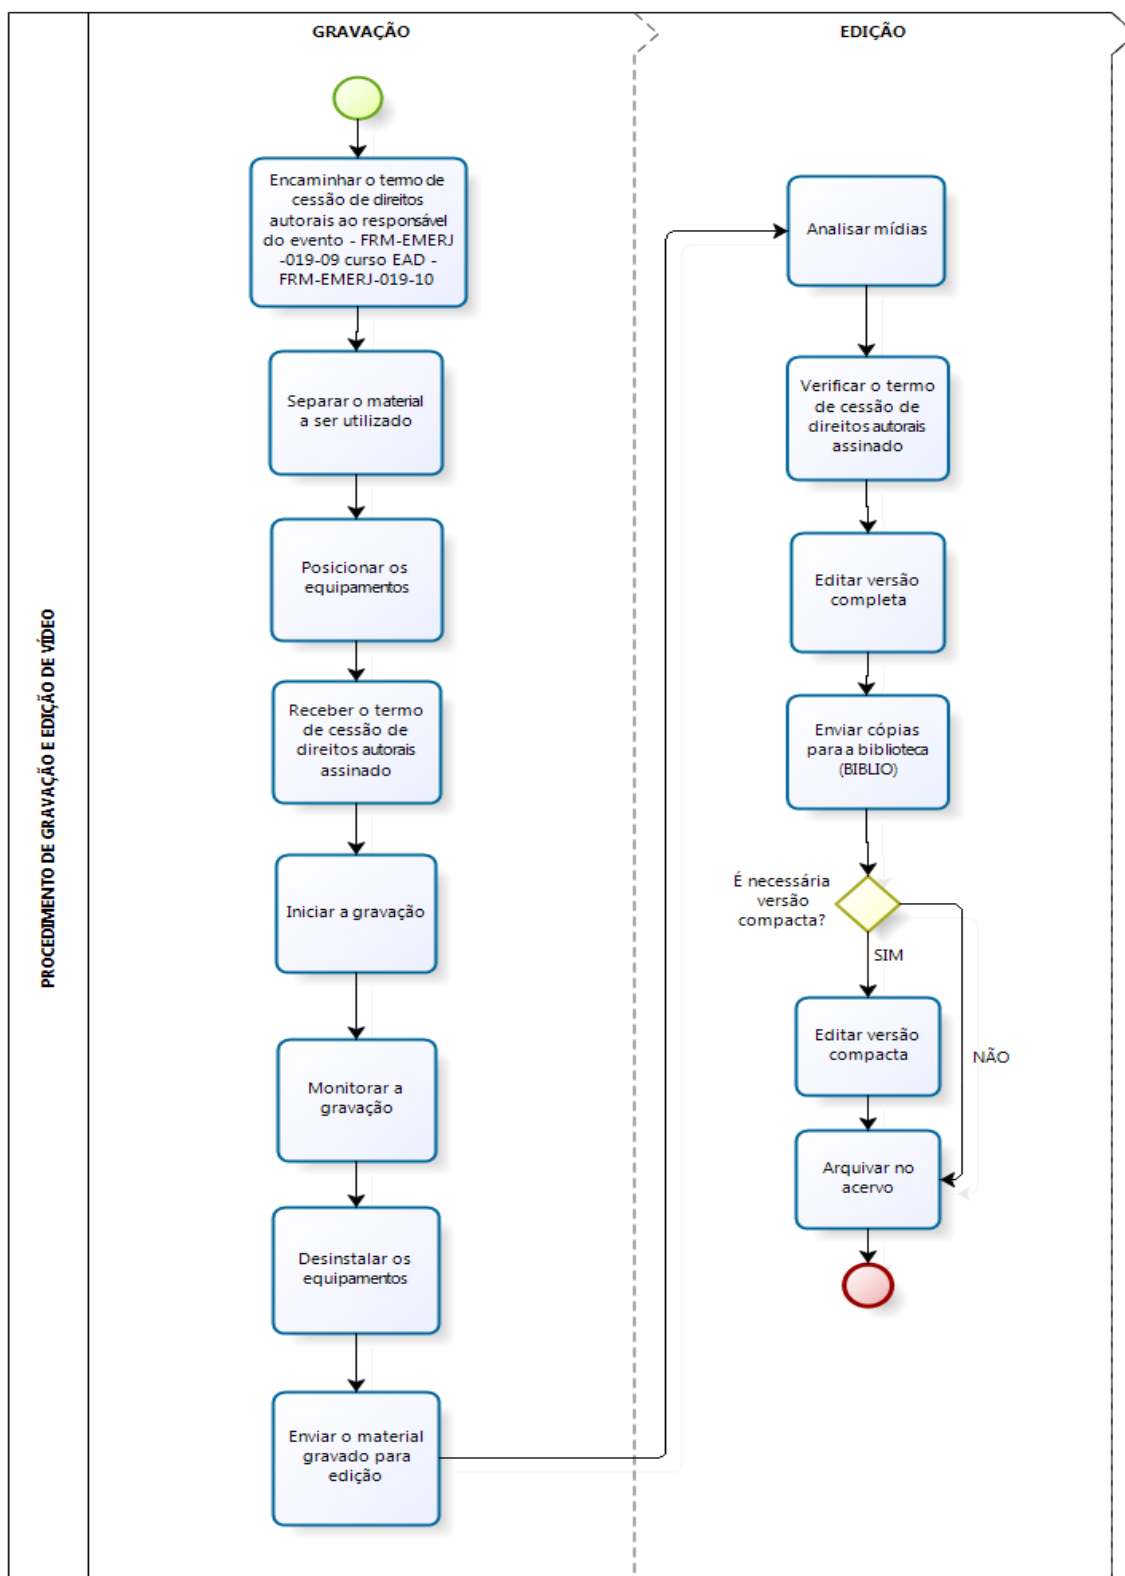 PROCEDIMENTO DE GRAVAÇÃO E EDIÇÃO DE VÍDEO
GRAVAÇÃO
Encaminhar o termo de
cessão de direitos
autorais ao responsável
do evento - FRM-EMERJ
-019-09 curso EAD -
FRM-EMERJ-019-10
Separar o material
a ser utilizado
Posicionar os
equipamentos
Receber o termo
de cessão de
direitos autorais
assinado
Iniciar a gravação
Monitorar a
gravação
Desinstalar os
equipamentos
Enviar o material
gravado para
edição
EDIÇÃO
Analisar mídias
Verificar o termo
de cessão de
direitos autorais
assinado
Editar versão
completa
Enviar cópias
para a biblioteca
(BIBLIO)
É necessária
versão
compacta?
SIM
NÃO
Editar versão
compacta
Arquivar no
acervo